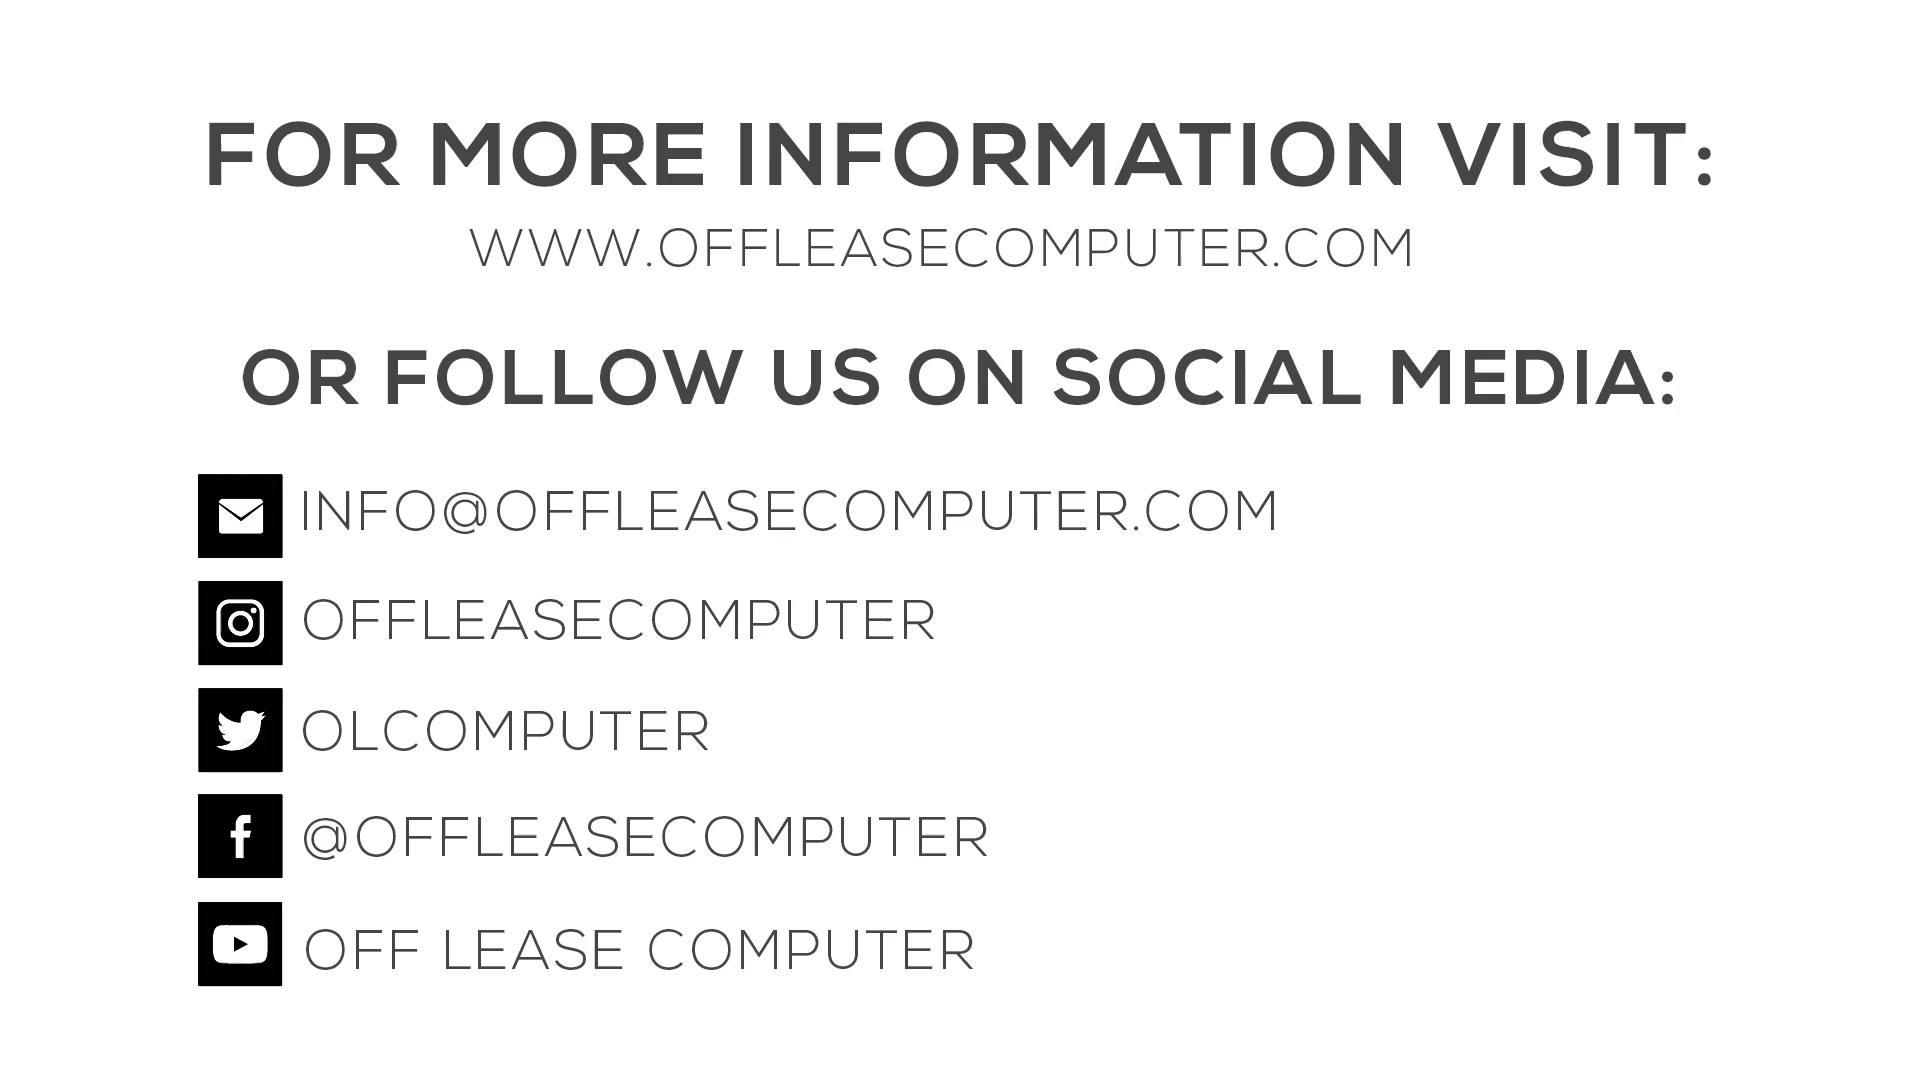 FOR MORE INFORMATION VISIT:
WWW.OFFLEASECOMPUTER.COM
OR FOLLOW US ON SOCIAL MEDIA:
INFO@OFFLEASECOMPUTER.COM
OFFLEASECOMPUTER
OLCOMPUTER
@OFFLEASECOMPUTER
OFF LEASE COMPUTER